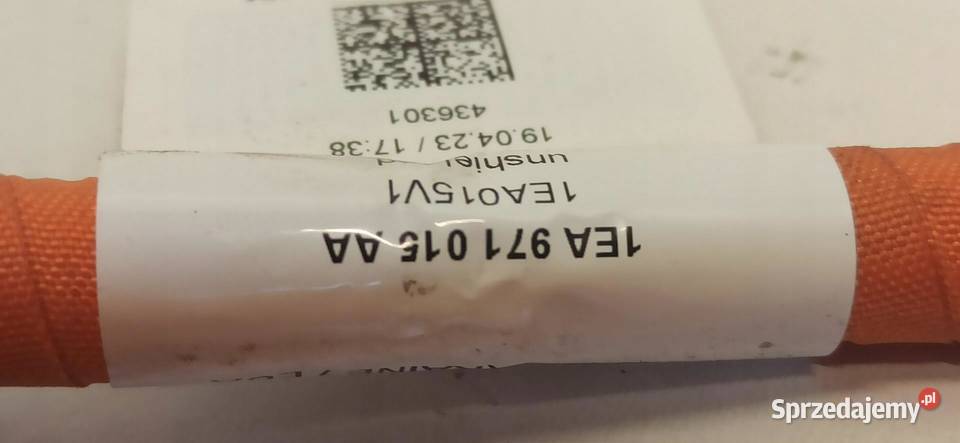 1EA 971 015 AA
1EA015V1
19.04.23 / 17:38
436301
Sprzedajemy.pl